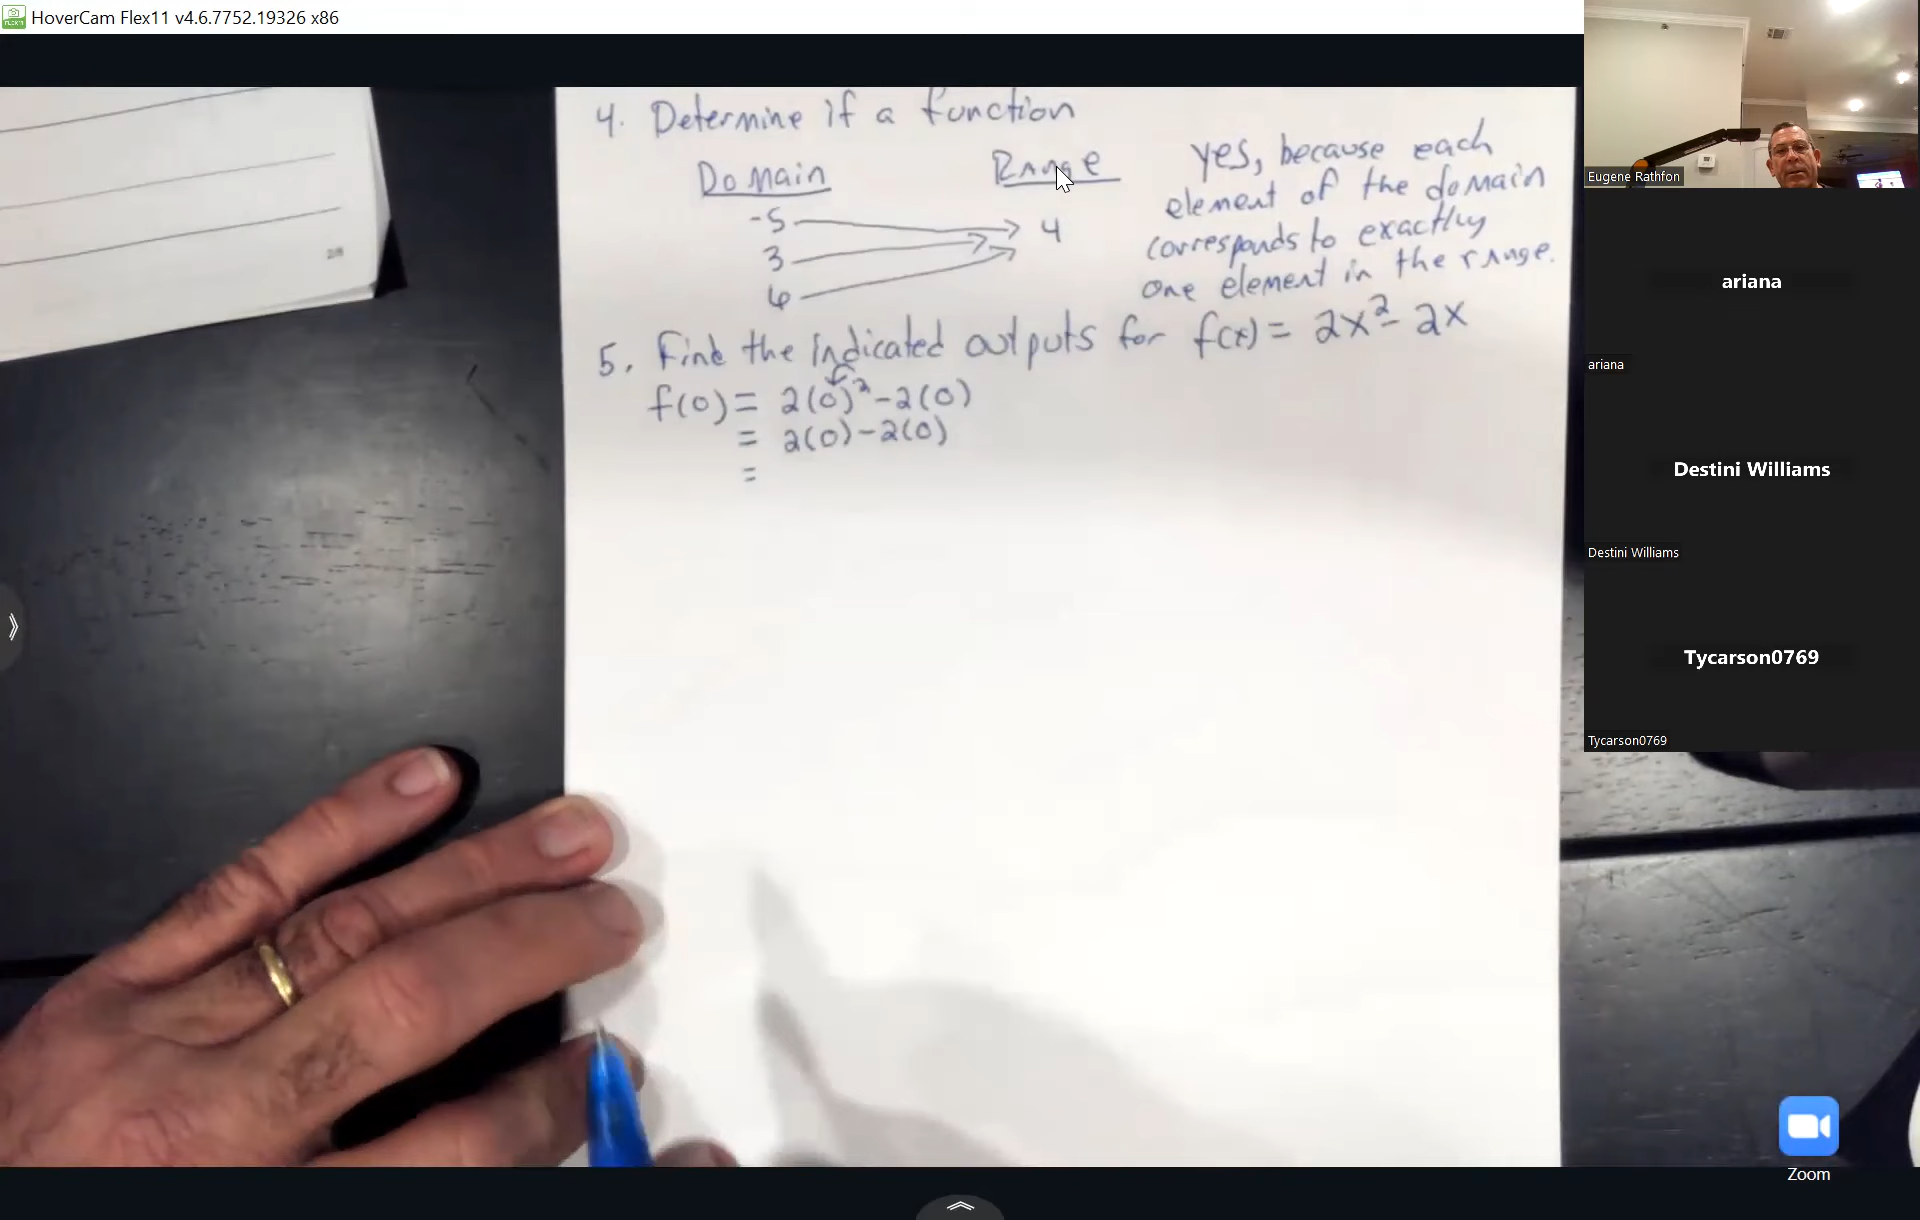 HoverCam Flex11 v4.6.7752.19326 x86
4. Determine if a function
Domain
Range
-5
3
6
4
yes, because each
element of the domain
corresponds to exactly
one element in the range.
5. Find the indicated outputs for f(x) = 2x² - 2x
f(0) = 2(0)² - 2(0)
= 2(0) - 2(0)
=
Eugene Rathfon
ariana
ariana
Destini Williams
Destini Williams
Tycarson0769
Tycarson0769
Zoom